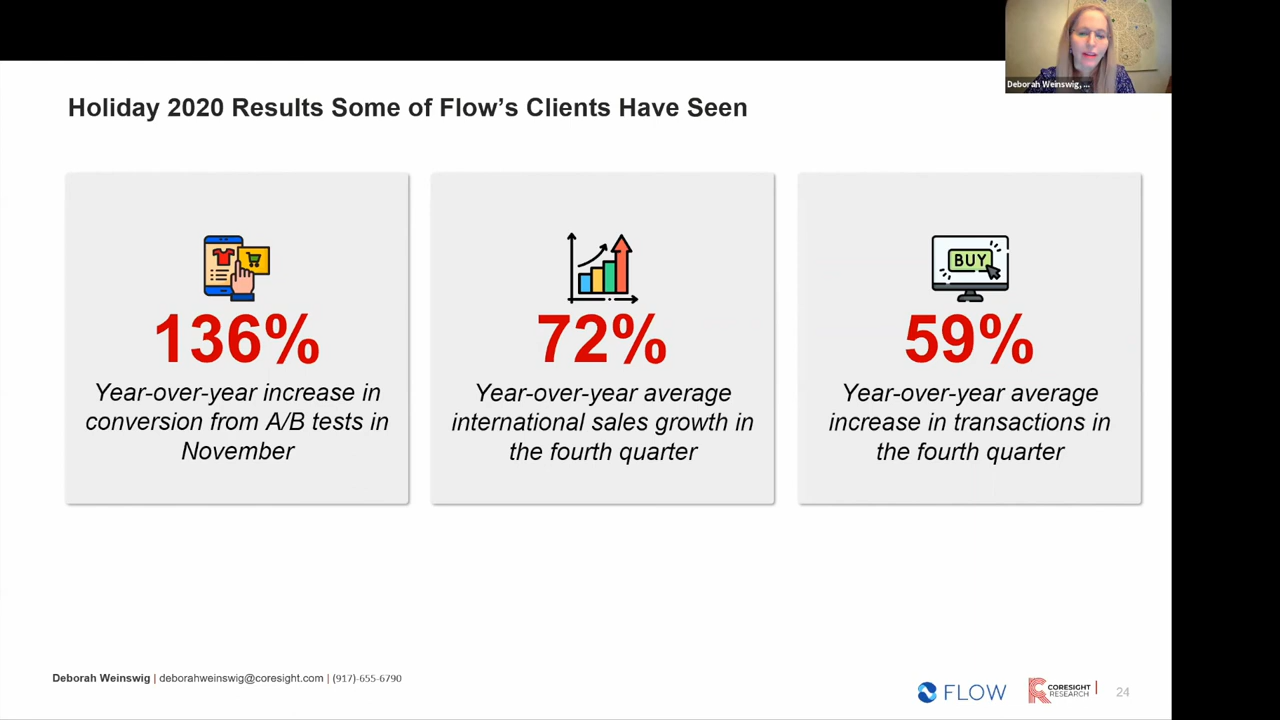 Deborah Weinswig, ...
Holiday 2020 Results Some of Flow's Clients Have Seen
BUY
136%
Year-over-year increase in
conversion from A/B tests in
November
72%
Year-over-year average
international sales growth in
the fourth quarter
59%
Year-over-year average
increase in transactions in
the fourth quarter
Deborah Weinswig | deborahweinswig@coresight.com | (917)-655-6790
FLOW
CORESIGHT
RESEARCH
24